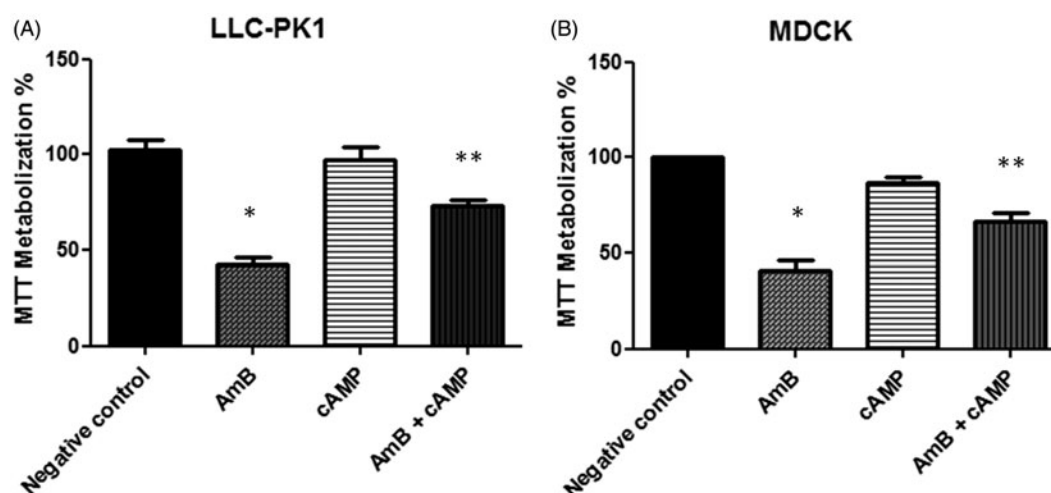 (A)
LLC-PK1
MTT Metabolization %
150
100
50
0
*
**
Negative control
AmB
cAMP
AmB + cAMP
(B)
MDCK
MTT Metabolization %
150
100
50
0
*
**
Negative control
AmB
cAMP
AmB + cAMP